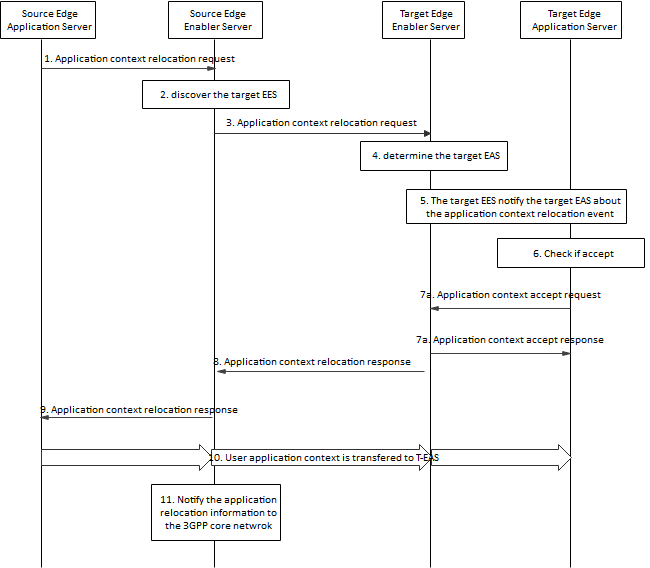 Source Edge
Application Server
Source Edge
Enabler Server
Target Edge
Enabler Server
Target Edge
Application Server
1. Application context relocation request
2. discover the target EES
3. Application context relocation request
4. determine the target EAS
5. The target EES notify the target EAS about
the application context relocation event
6. Check if accept
7a. Application context accept request
7a. Application context accept response
8. Application context relocation response
9. Application context relocation response
10. User application context is transfered to T-EAS
11. Notify the application
relocation information to
the 3GPP core netwrok